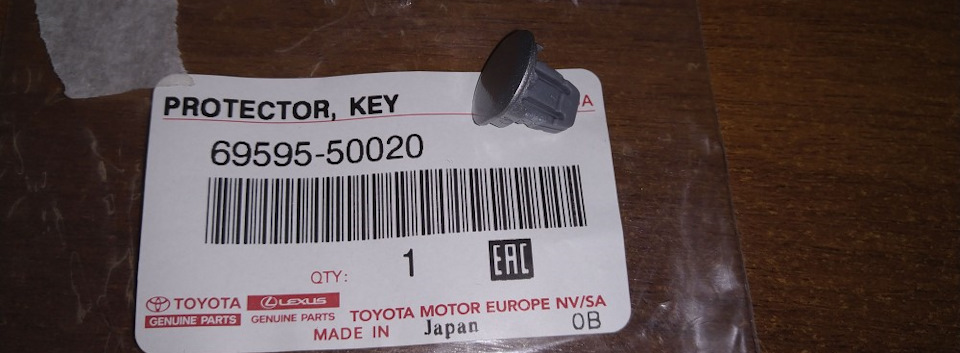 PROTECTOR, KEY
A
69595-50020
QTY: 1
EAC
TOYOTA LEXUS
GENUINE PARTS GENUINE PARTS
TOYOTA MOTOR EUROPE NV/SA
MADE IN Japan 0B